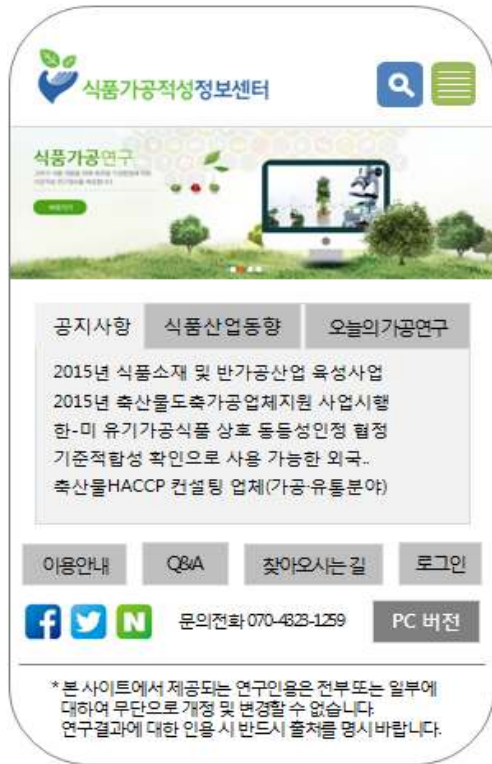 식품가공적성정보센터
식품가공연구
공지사항 식품산업동향 오늘의 가공연구
2015년 식품소재 및 반가공산업 육성사업
2015년 축산물도축가공업체지원 사업시행
한-미 유기가공식품 상호 동등성인정 협정
기준적합성 확인으로 사용 가능한 외국..
축산물HACCP 컨설팅 업체(가공·유통분야)
이용안내 Q&A 찾아오시는 길 로그인
N 문의전화 070-4323-1259 PC 버전
* 본 사이트에서 제공되는 연구인용은 전부 또는 일부에
대하여 무단으로 개정 및 변경할 수 없습니다.
연구결과에 대한 인용 시 반드시 출처를 명시바랍니다.